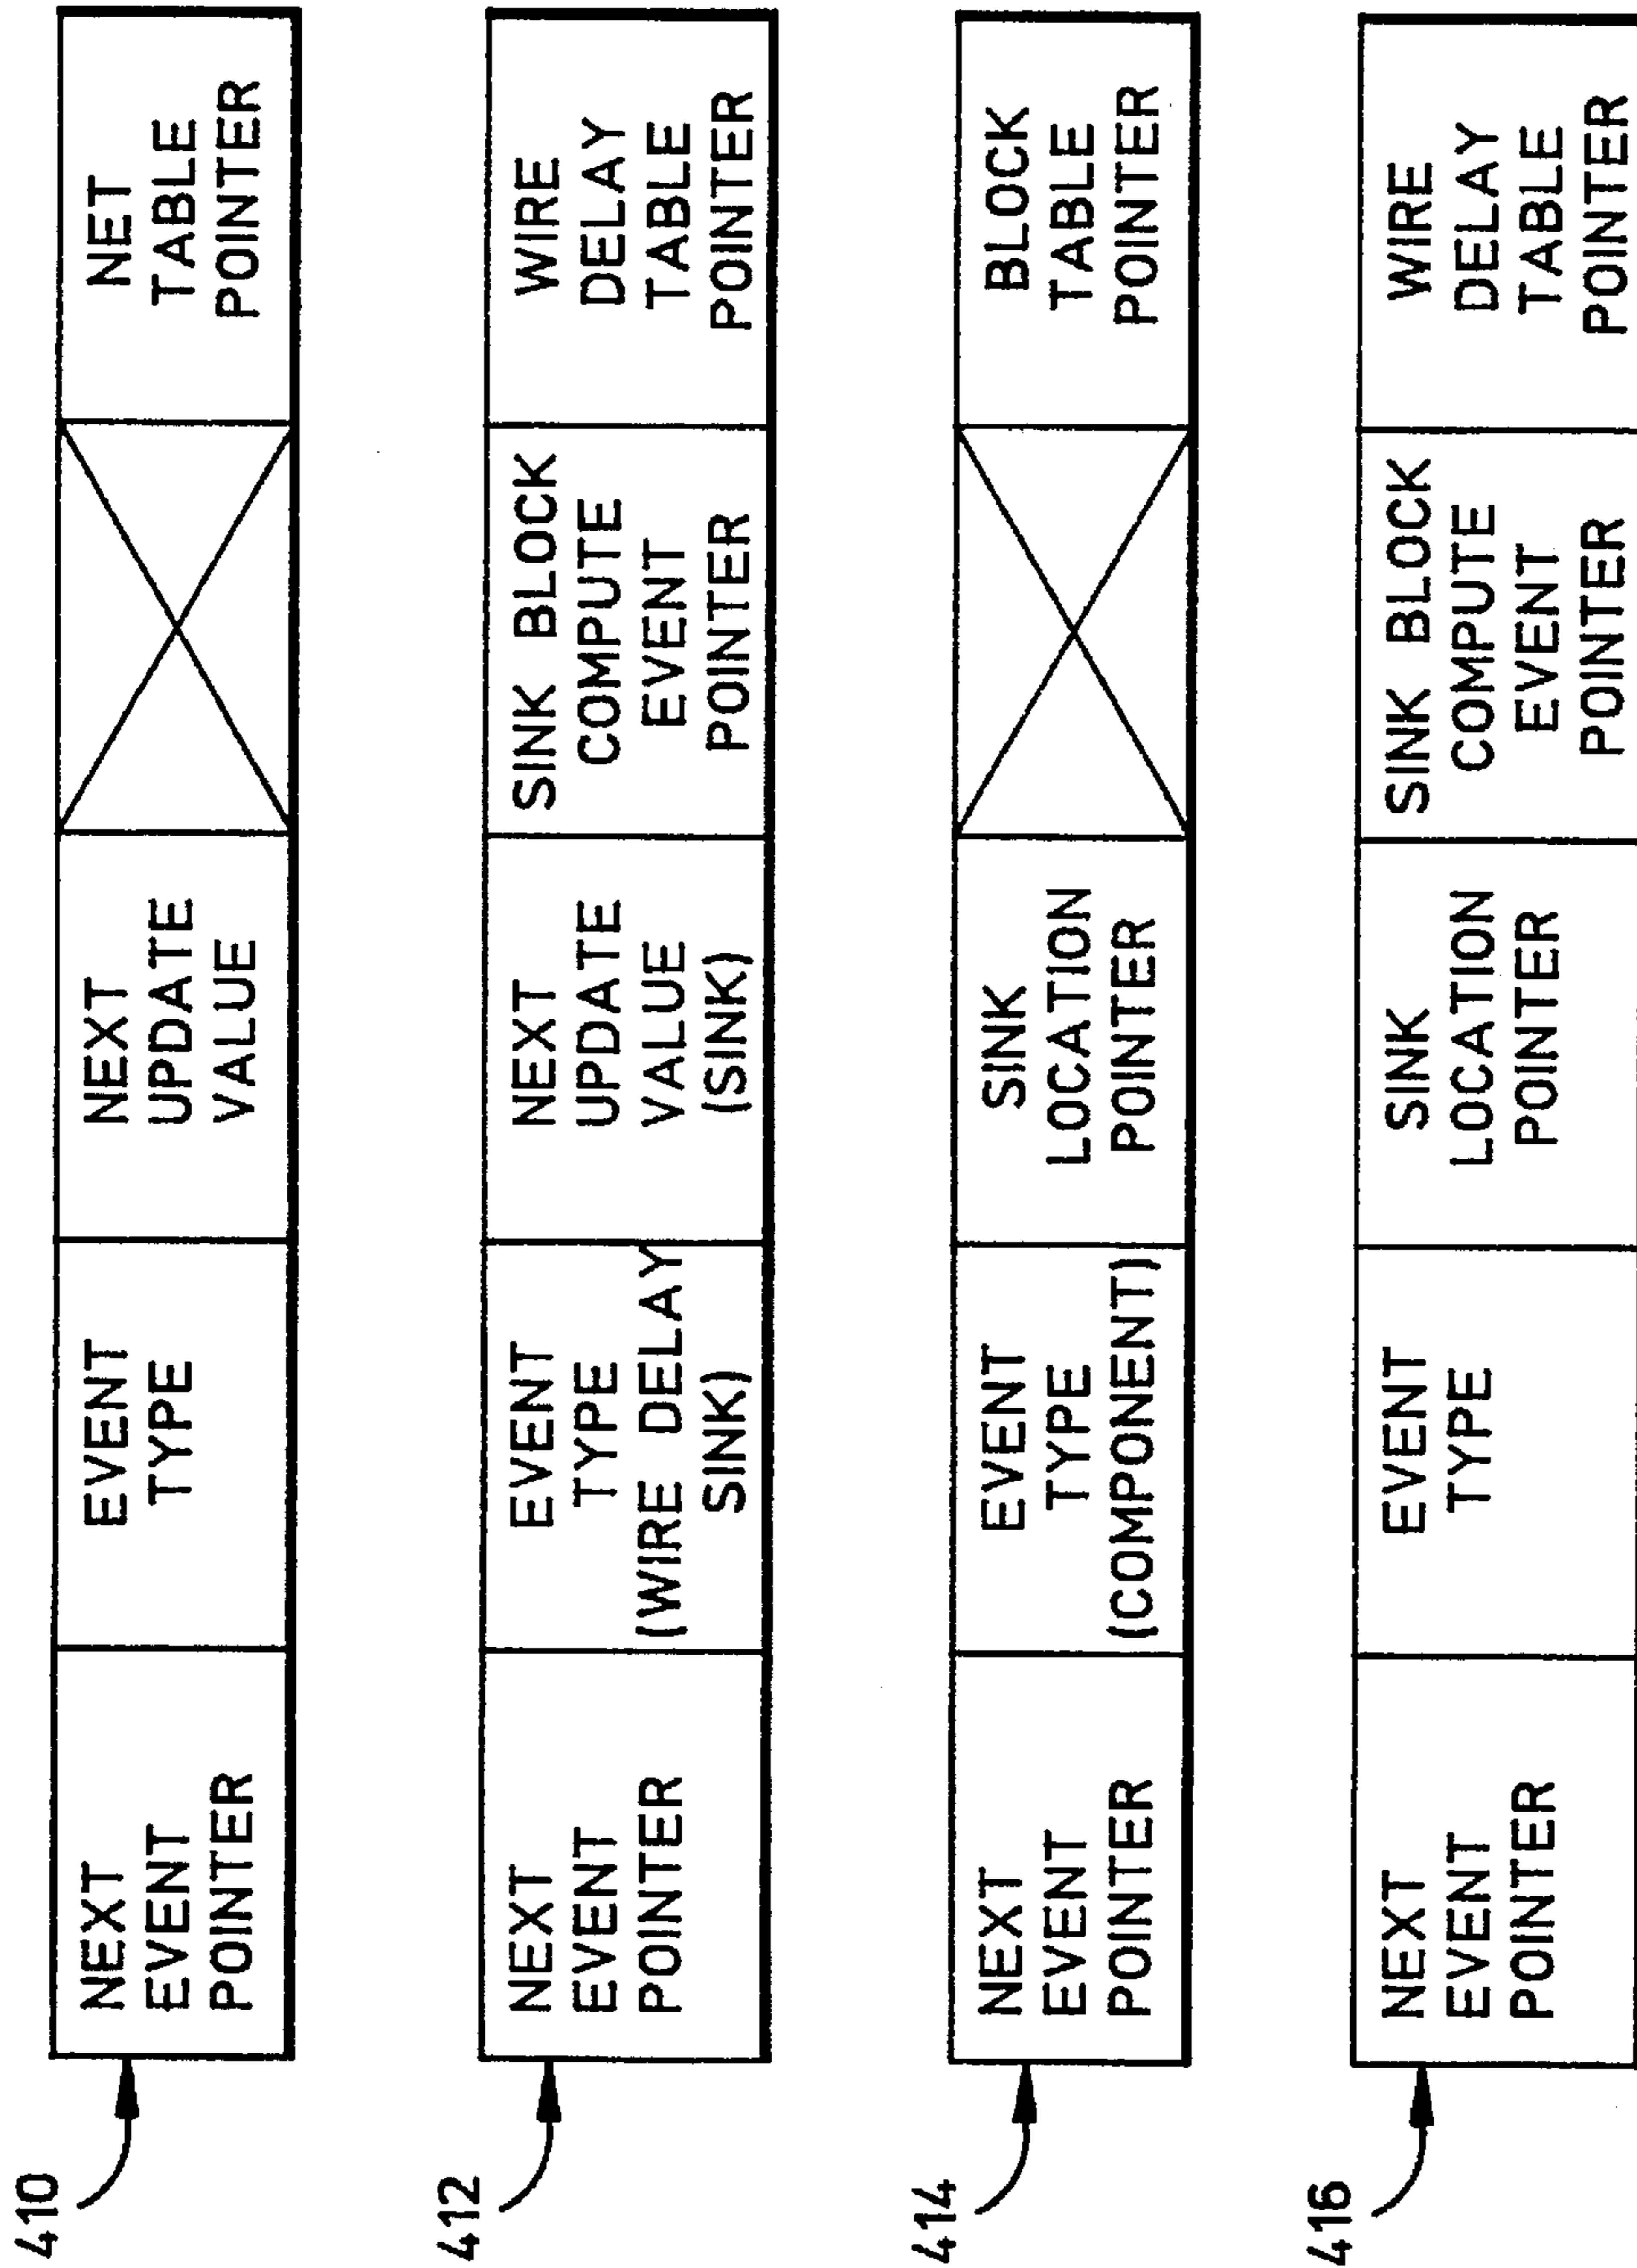 410
NEXT
EVENT
POINTER
EVENT
TYPE
NEXT
UPDATE
VALUE
NET
TABLE
POINTER
412
NEXT
EVENT
POINTER
EVENT
TYPE
(WIRE DELAY
SINK)
NEXT
UPDATE
VALUE
(SINK)
SINK BLOCK
COMPUTE
EVENT
POINTER
WIRE
DELAY
TABLE
POINTER
414
NEXT
EVENT
POINTER
EVENT
TYPE
(COMPONENT)
SINK
LOCATION
POINTER
BLOCK
TABLE
POINTER
416
NEXT
EVENT
POINTER
EVENT
TYPE
SINK
LOCATION
POINTER
SINK BLOCK
COMPUTE
EVENT
POINTER
WIRE
DELAY
TABLE
POINTER